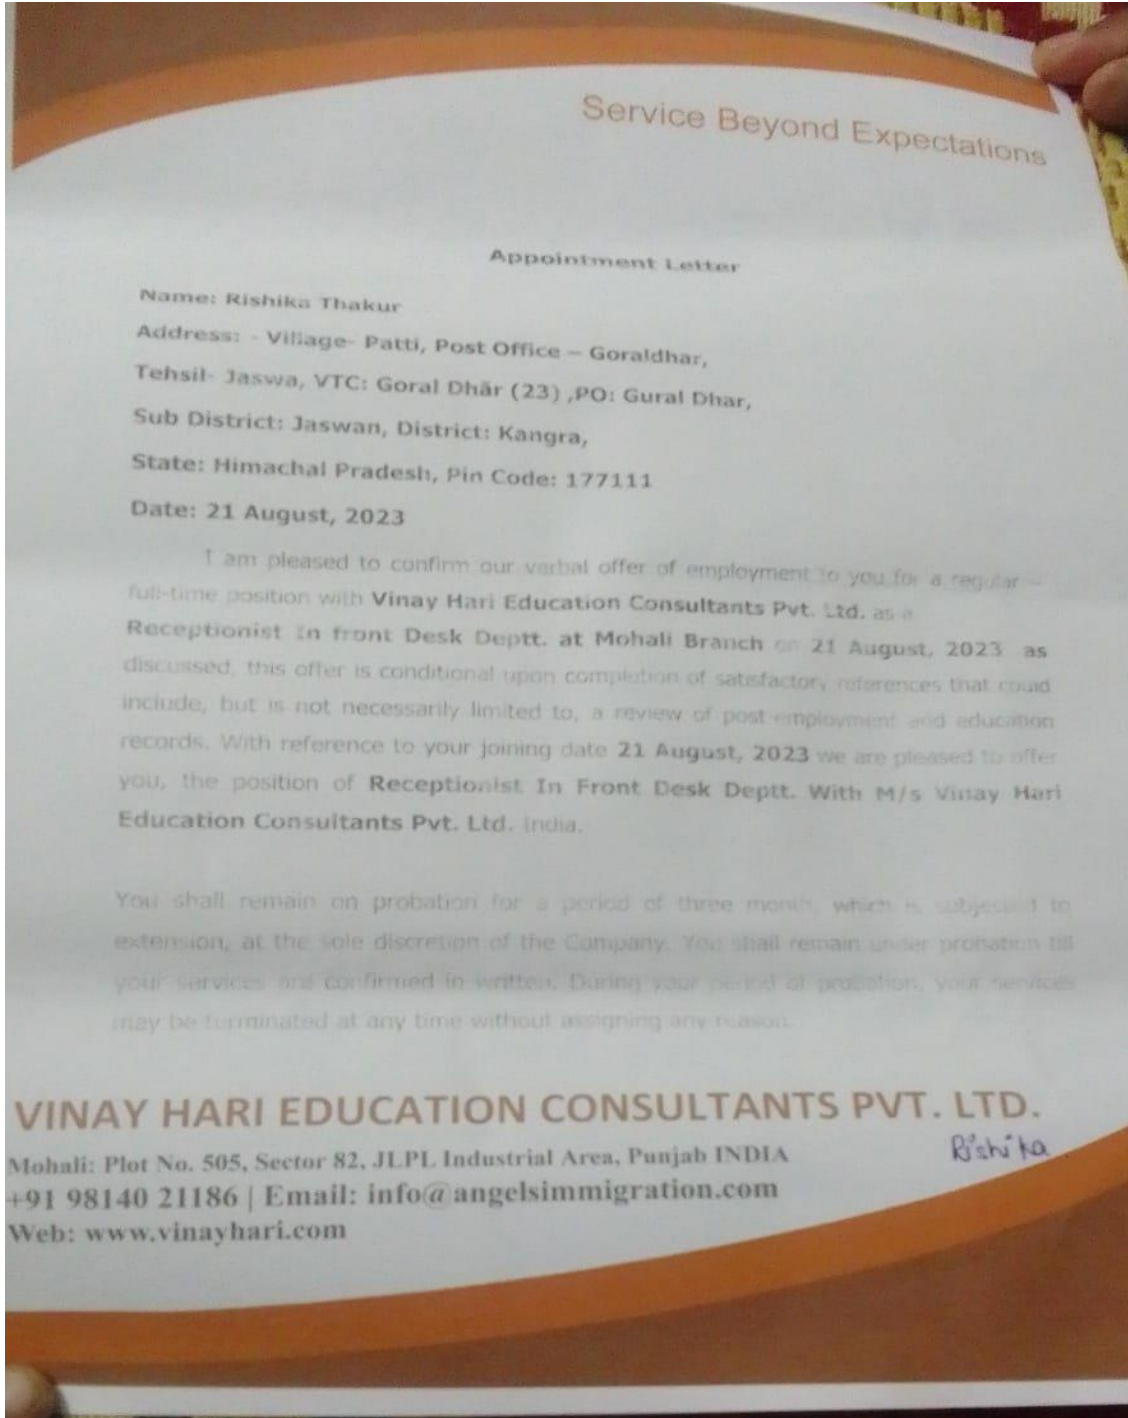 Service Beyond Expectations
Appointment Letter
Name: Rishika Thakur
Address: - Village- Patti, Post Office – Goraldhar,
Tehsil- Jaswa, VTC: Goral Dhār (23) ,PO: Gural Dhar,
Sub District: Jaswan, District: Kangra,
State: Himachal Pradesh, Pin Code: 177111
Date: 21 August, 2023
I am pleased to confirm our verbal offer of employment to you for a regular –
full-time position with Vinay Hari Education Consultants Pvt. Ltd. as a
Receptionist In front Desk Deptt. at Mohali Branch on 21 August, 2023 as
discussed, this offer is conditional upon completion of satisfactory references that could
include, but is not necessarily limited to, a review of post employment and education
records. With reference to your joining date 21 August, 2023 we are pleased to offer
you, the position of Receptionist In Front Desk Deptt. With M/s Vinay Hari
Education Consultants Pvt. Ltd. India.
You shall remain on probation for a period of three month, which is subjected to
extension, at the sole discretion of the Company. You shall remain under probation till
your services are confirmed in written. During your period of probation, your services
may be terminated at any time without assigning any reason.
VINAY HARI EDUCATION CONSULTANTS PVT. LTD.
Rishika
Mohali: Plot No. 505, Sector 82, JLPL Industrial Area, Punjab INDIA
+91 98140 21186 | Email: info@angelsimmigration.com
Web: www.vinayhari.com